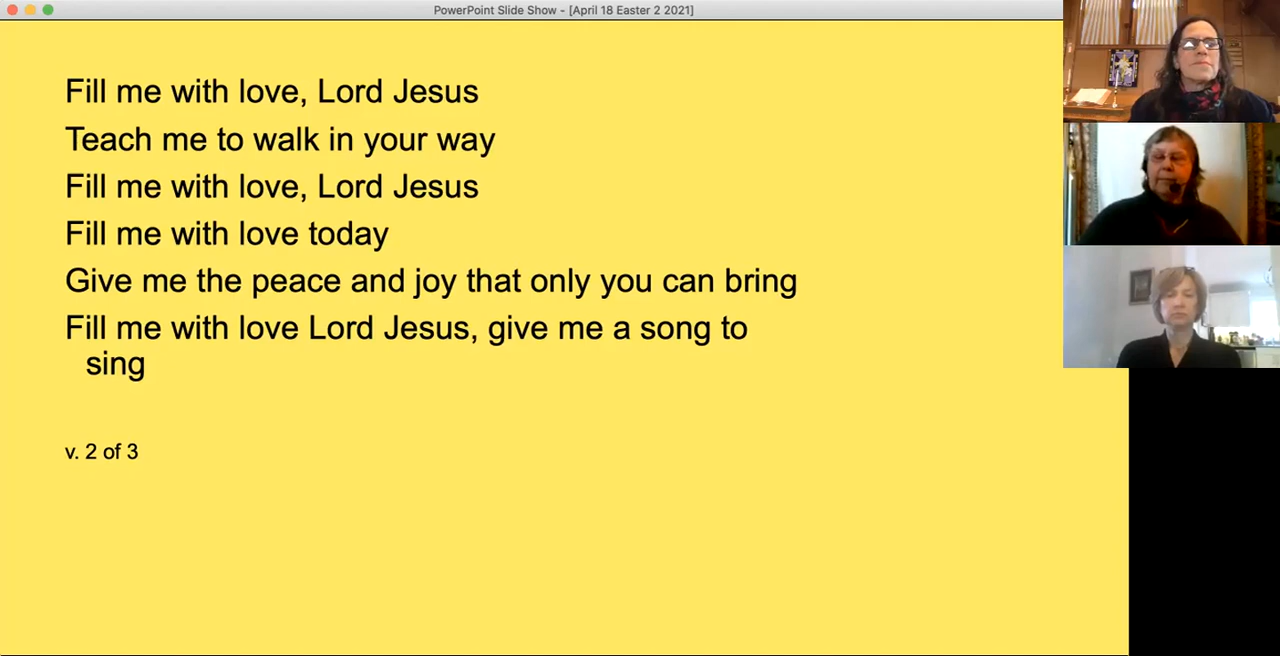 PowerPoint Slide Show - [April 18 Easter 2 2021]
Fill me with love, Lord Jesus
Teach me to walk in your way
Fill me with love, Lord Jesus
Fill me with love today
Give me the peace and joy that only you can bring
Fill me with love Lord Jesus, give me a song to
sing
v. 2 of 3